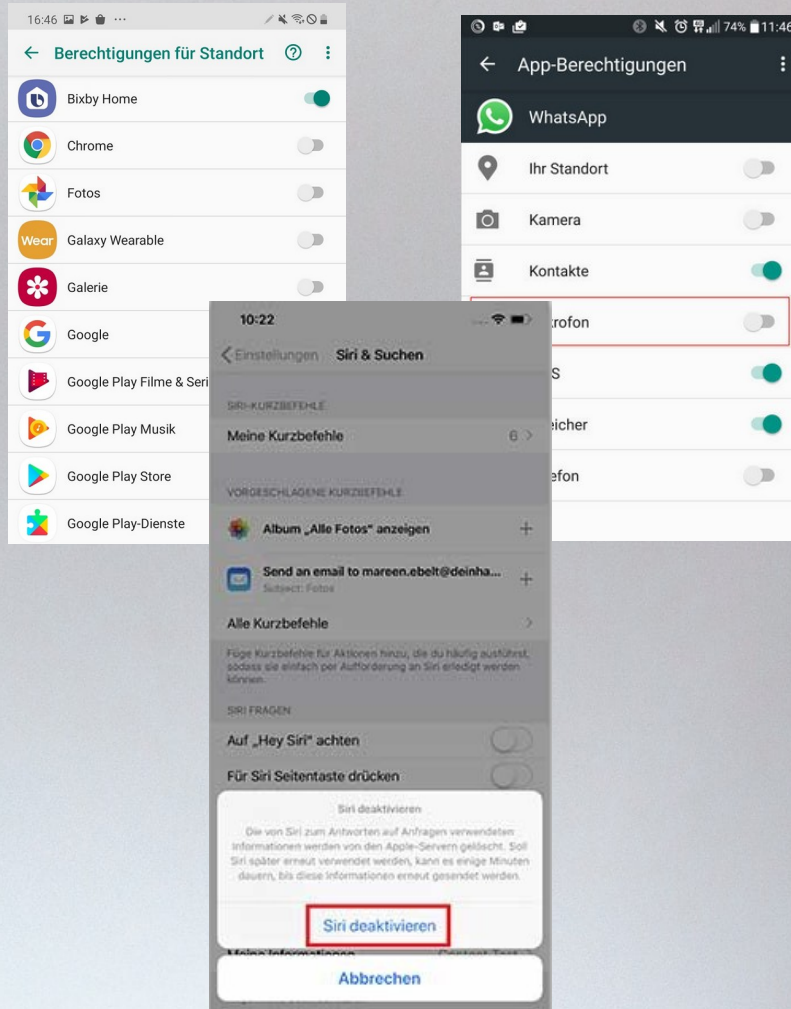 16:46
Berechtigungen für Standort
Bixby Home
Chrome
Fotos
Wear
Galaxy Wearable
Galerie
Google
Google Play Filme & Seri
Google Play Musik
Google Play Store
Google Play-Dienste
74% 11:46
App-Berechtigungen
WhatsApp
Ihr Standort
Kamera
Kontakte
krofon
S
eicher
efon
10:22
Einstellungen Siri & Suchen
SIRI-KURZBEFEHLE
Meine Kurzbefehle 6
VORGESCHLAGENE KURZBEFEHLE
Album „Alle Fotos“ anzeigen
Send an email to mareen.ebelt@deinha...
Subject: Fotos
Alle Kurzbefehle
Füge Kurzbefehle für Aktionen hinzu, die du häufig ausführst,
sodass sie einfach per Aufforderung an Siri erledigt werden
können.
SIRI FRAGEN
Auf „Hey Siri“ achten
Für Siri Seitentaste drücken
Siri deaktivieren
Die von Siri zum Antworten auf Anfragen verwendeten
Informationen werden von den Apple-Servern gelöscht. Soll
Siri später erneut verwendet werden, kann es einige Minuten
dauern, bis diese Informationen erneut gesendet werden.
Siri deaktivieren
Meine Informationen
Abbrechen